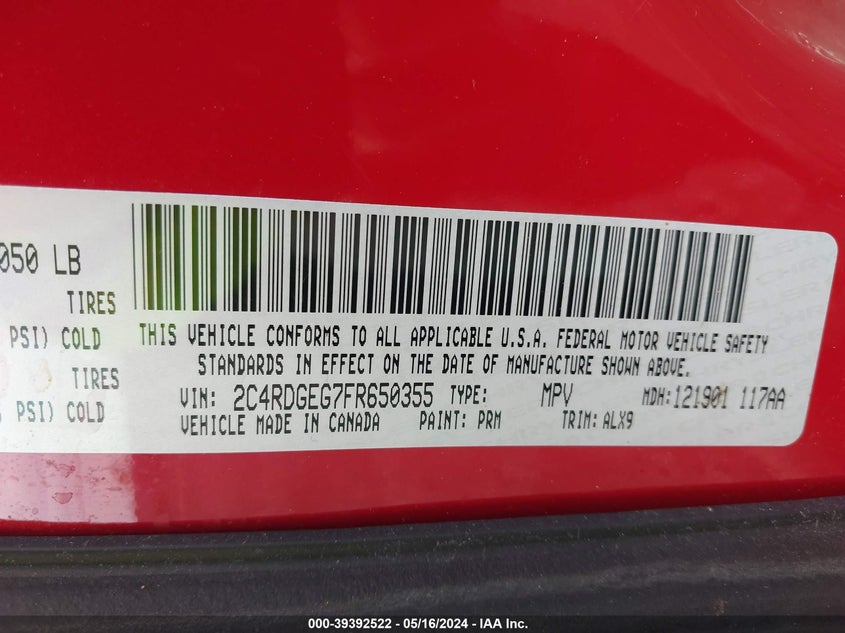 050 LB
TIRES
PSI) COLD
TIRES
PSI) COLD
THIS VEHICLE CONFORMS TO ALL APPLICABLE U.S.A. FEDERAL MOTOR VEHICLE SAFETY
STANDARDS IN EFFECT ON THE DATE OF MANUFACTURE SHOWN ABOVE.
VIN: 2C4RDGEG7FR650355 TYPE: MPV MDH:121901 117AA
VEHICLE MADE IN CANADA PAINT: PRM TRIM: ALX9
000-39392522 - 05/16/2024 - IAA Inc.